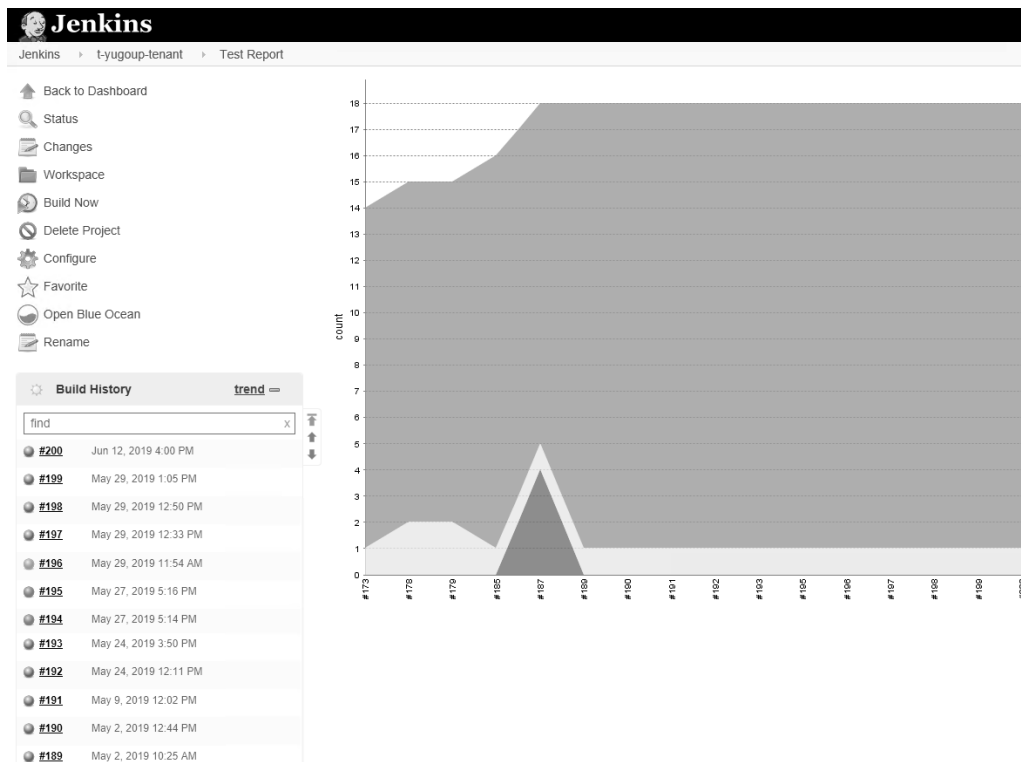 Jenkins
Jenkins t-yugoup-tenant Test Report
Back to Dashboard
Status
Changes
Workspace
Build Now
Delete Project
Configure
Favorite
Open Blue Ocean
Rename
Build History trend
find x
#200 Jun 12, 2019 4:00 PM
#199 May 29, 2019 1:05 PM
#198 May 29, 2019 12:50 PM
#197 May 29, 2019 12:33 PM
#196 May 29, 2019 11:54 AM
#195 May 27, 2019 5:16 PM
#194 May 27, 2019 5:14 PM
#193 May 24, 2019 3:50 PM
#192 May 24, 2019 12:11 PM
#191 May 9, 2019 12:02 PM
#190 May 2, 2019 12:44 PM
#189 May 2, 2019 10:25 AM
count
18
17
16
15
14
13
12
11
10
9
8
7
6
5
4
3
2
1
0
#173 #178 #179 #185 #187 #189 #190 #191 #192 #193 #195 #196 #197 #198 #199